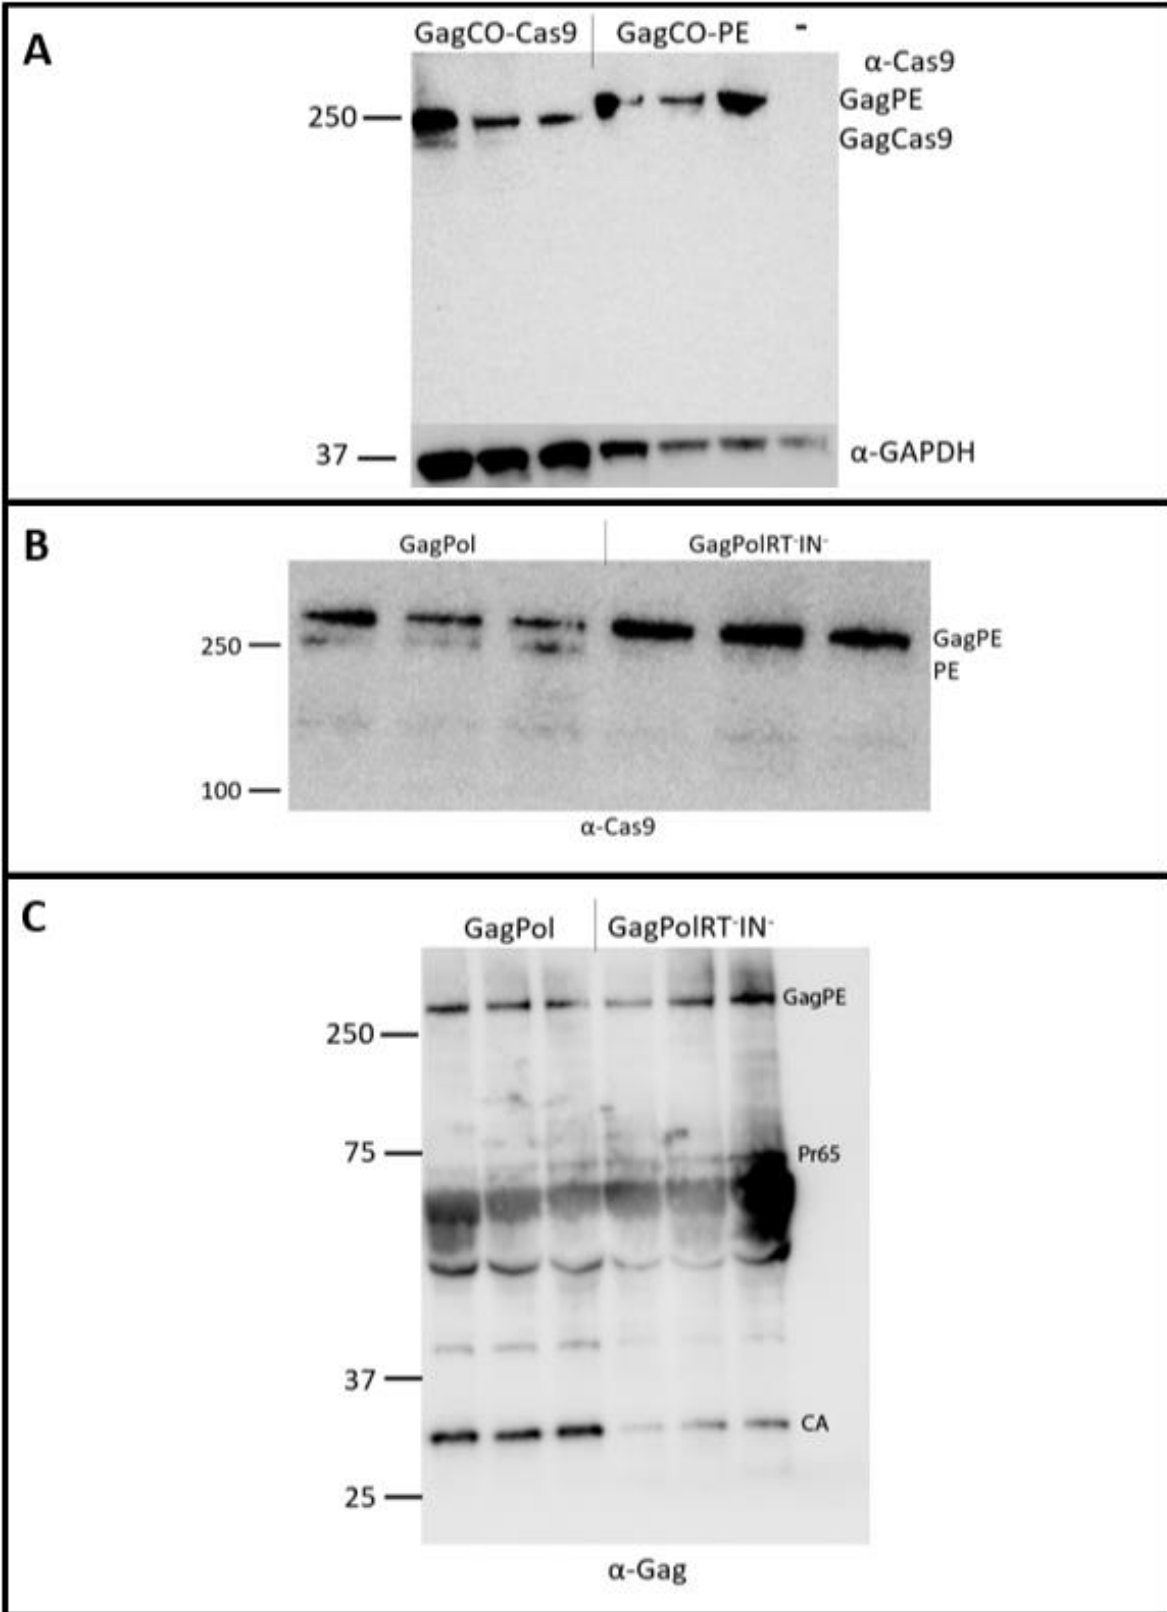 A
GagCO-Cas9 GagCO-PE -
α-Cas9
GagPE
250
GagCas9
37
α-GAPDH
B
GagPol GagPolRT⁻IN⁻
250
GagPE
PE
100
α-Cas9
C
GagPol GagPolRT⁻IN⁻
GagPE
250
75
Pr65
37
CA
25
α-Gag